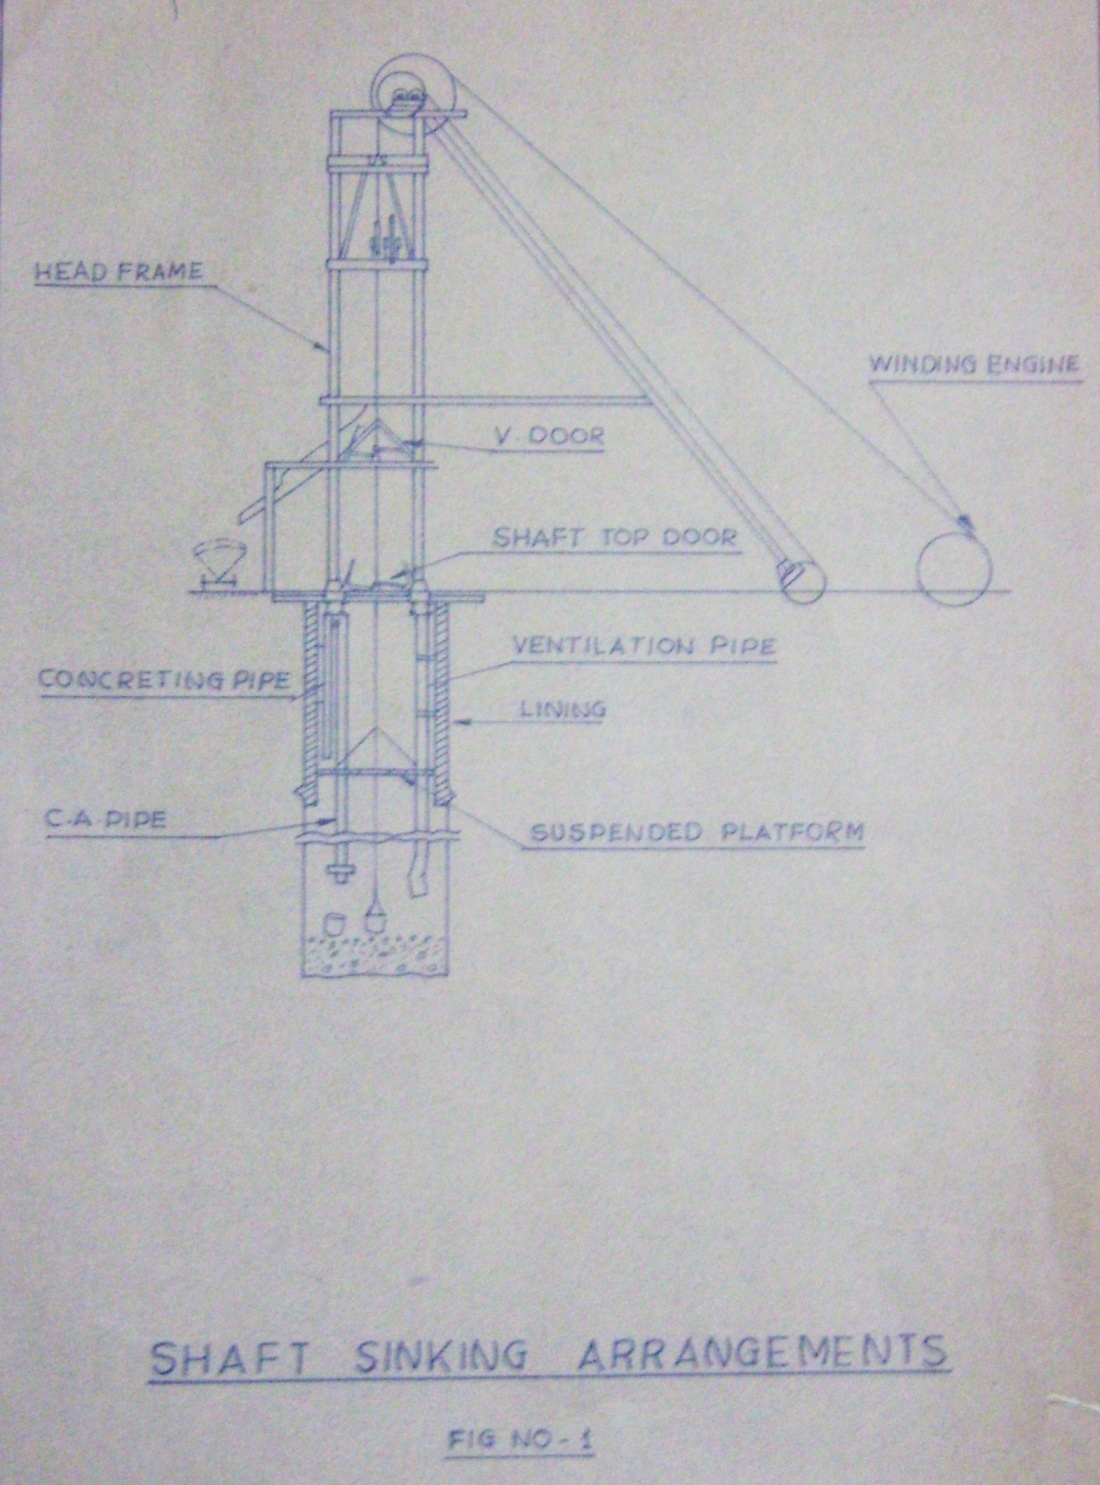 HEAD FRAME
WINDING ENGINE
V DOOR
SHAFT TOP DOOR
VENTILATION PIPE
CONCRETING PIPE
LINING
C-A PIPE
SUSPENDED PLATFORM
SHAFT SINKING ARRANGEMENTS
FIG NO - 1